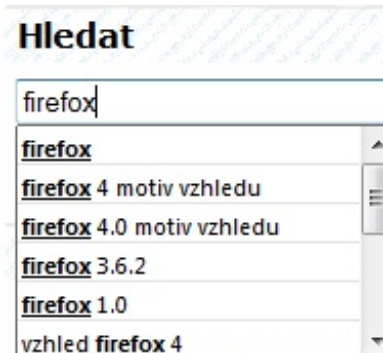 Hledat
firefox
firefox
firefox 4 motiv vzhledu
firefox 4.0 motiv vzhledu
firefox 3.6.2
firefox 1.0
vzhled firefox 4